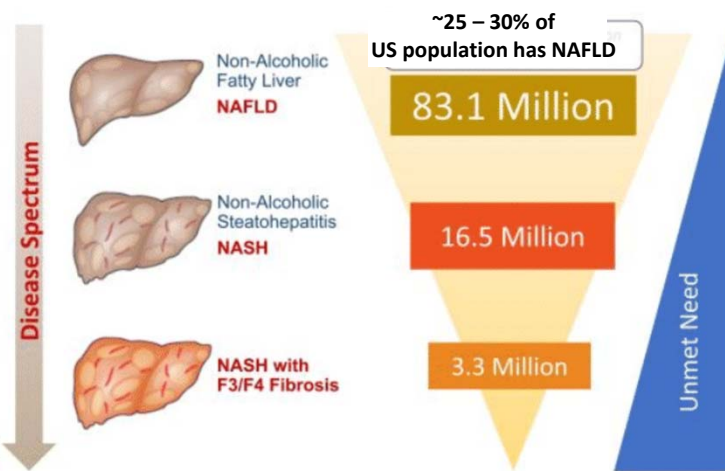 ~25 – 30% of
US population has NAFLD
Non-Alcoholic
Fatty Liver
NAFLD
83.1 Million
Non-Alcoholic
Steatohepatitis
NASH
16.5 Million
NASH with
F3/F4 Fibrosis
3.3 Million
Disease Spectrum
Unmet Need